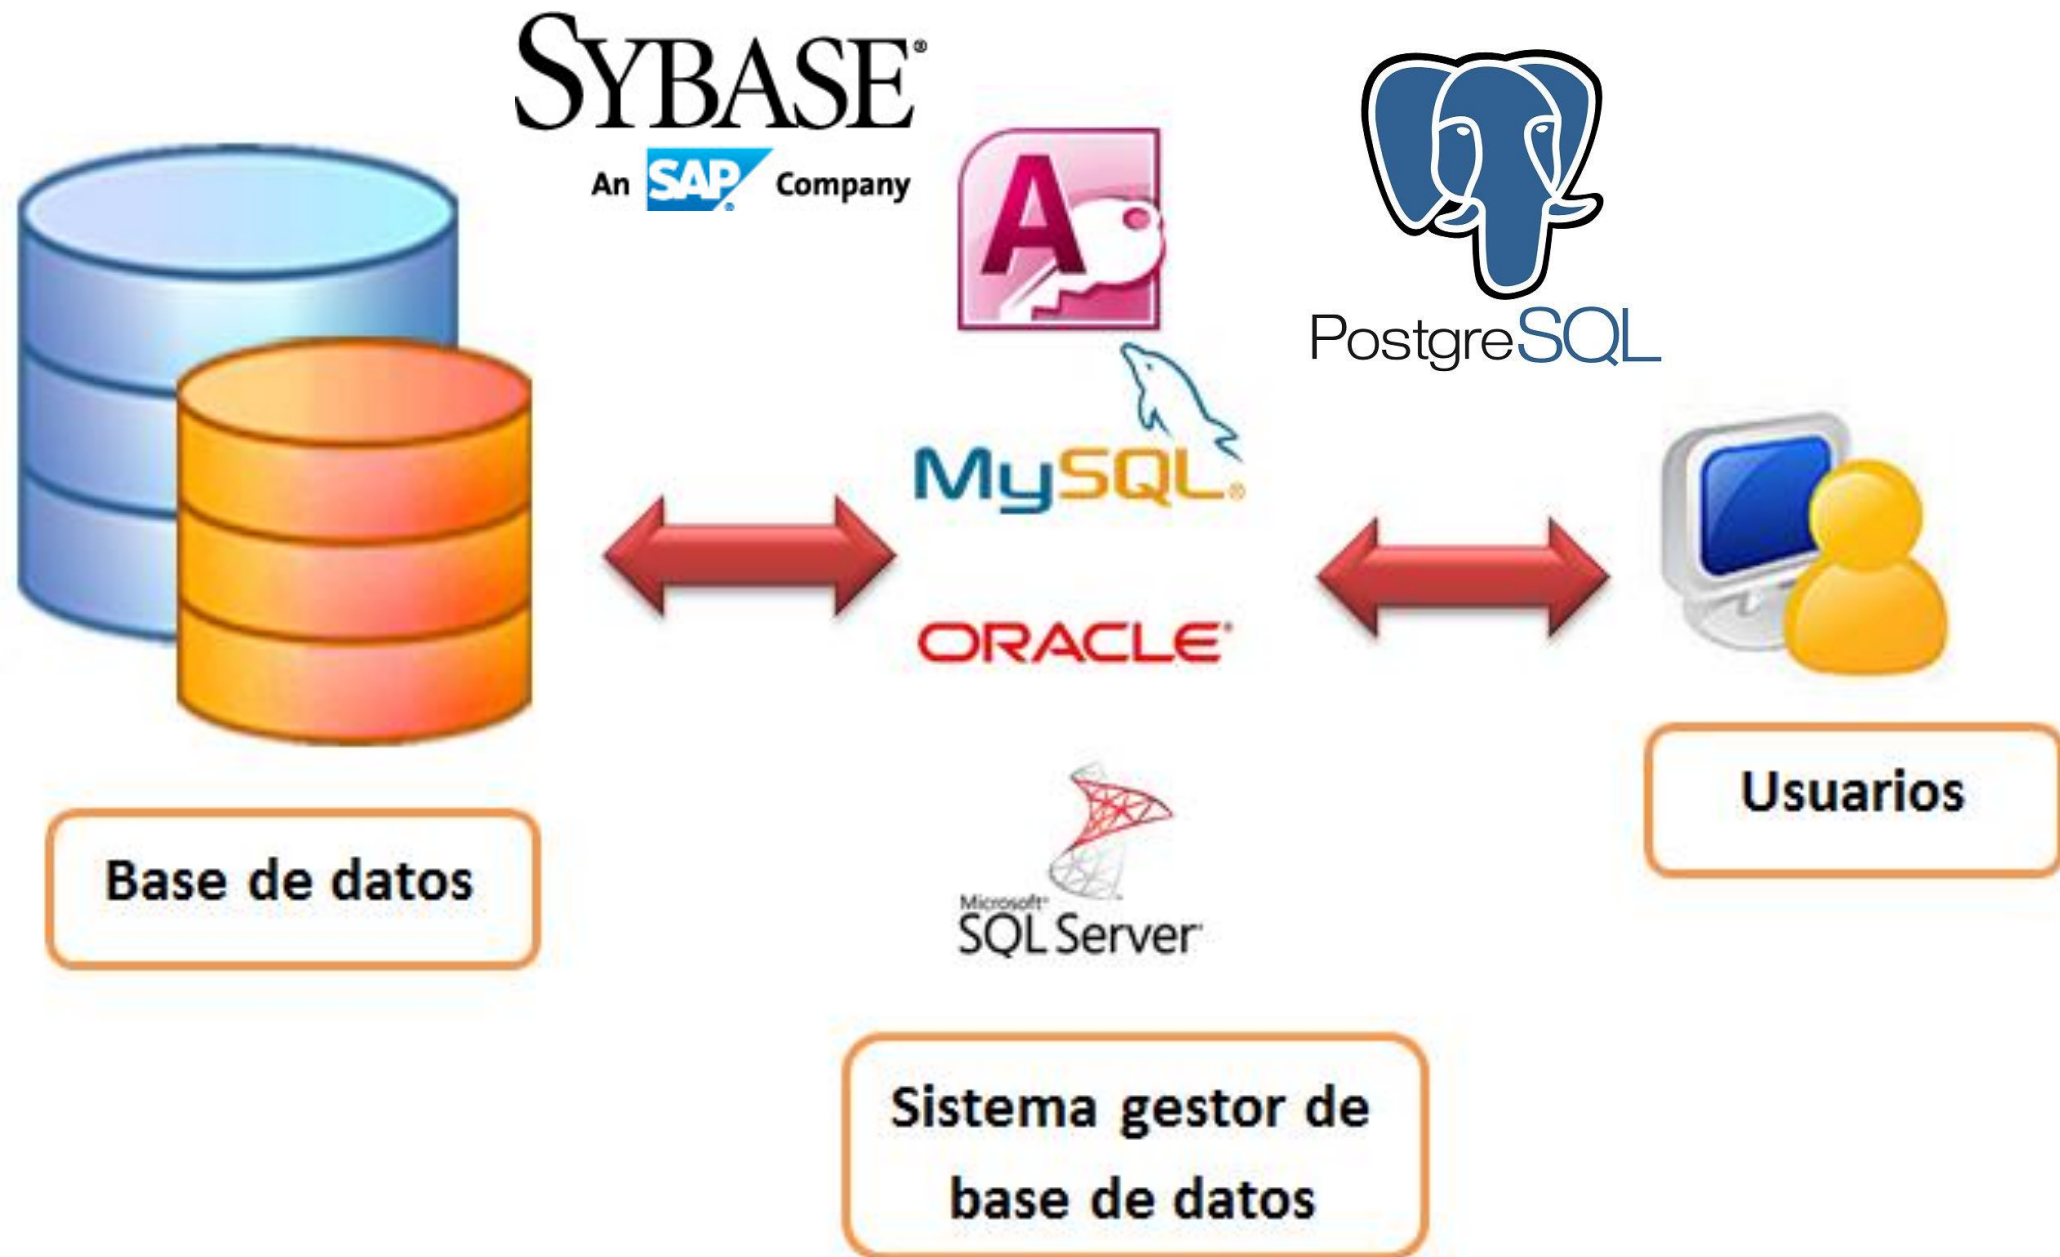 SYBASE®
An SAP® Company
A
PostgreSQL
MySQL®
ORACLE®
Microsoft®
SQL Server®
Base de datos
Usuarios
Sistema gestor de
base de datos